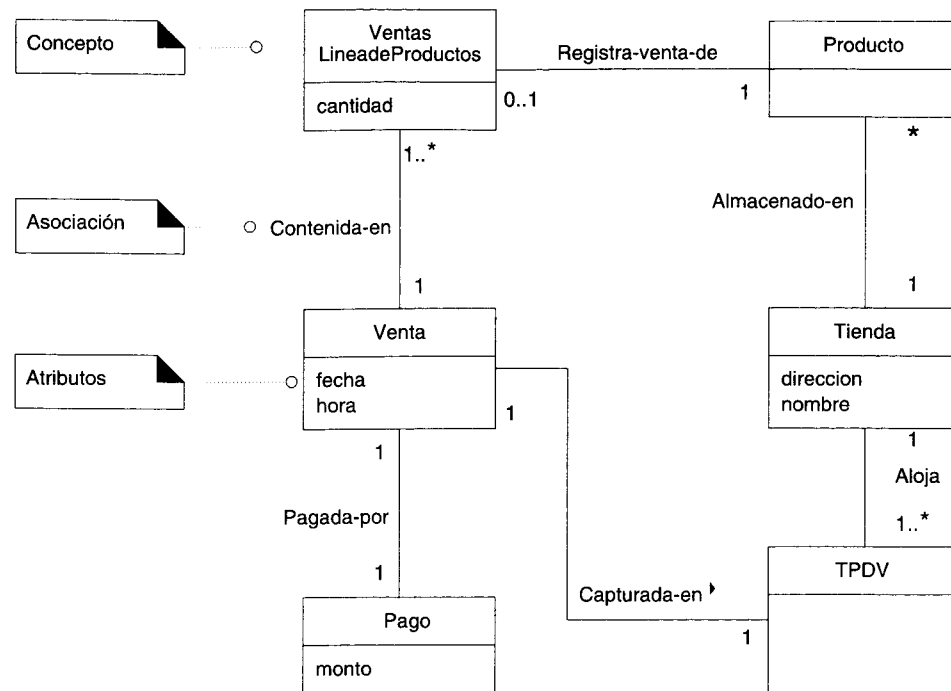 Concepto
Ventas
LineadeProductos
cantidad
Registra-venta-de
0..1
1
Producto
1..*
*
Asociación
Contenida-en
Almacenado-en
1
1
Atributos
Venta
fecha
hora
1
Tienda
direccion
nombre
1
1
Pagada-por
Aloja
1..*
1
Capturada-en
1
TPDV
Pago
monto